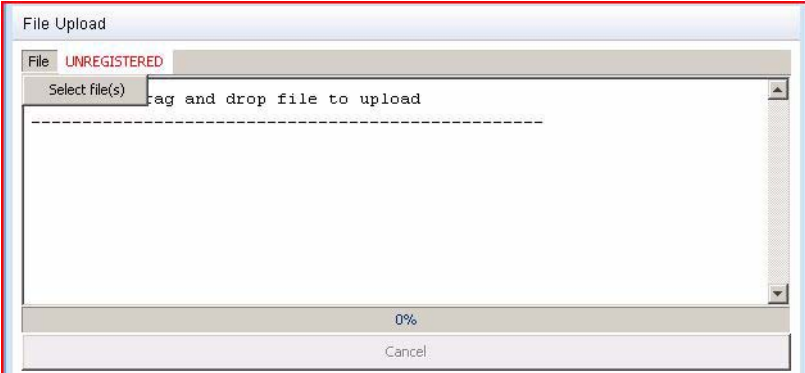 File Upload
File UNREGISTERED
Select file(s)
rag and drop file to upload
--------------------------------------------------
0%
Cancel